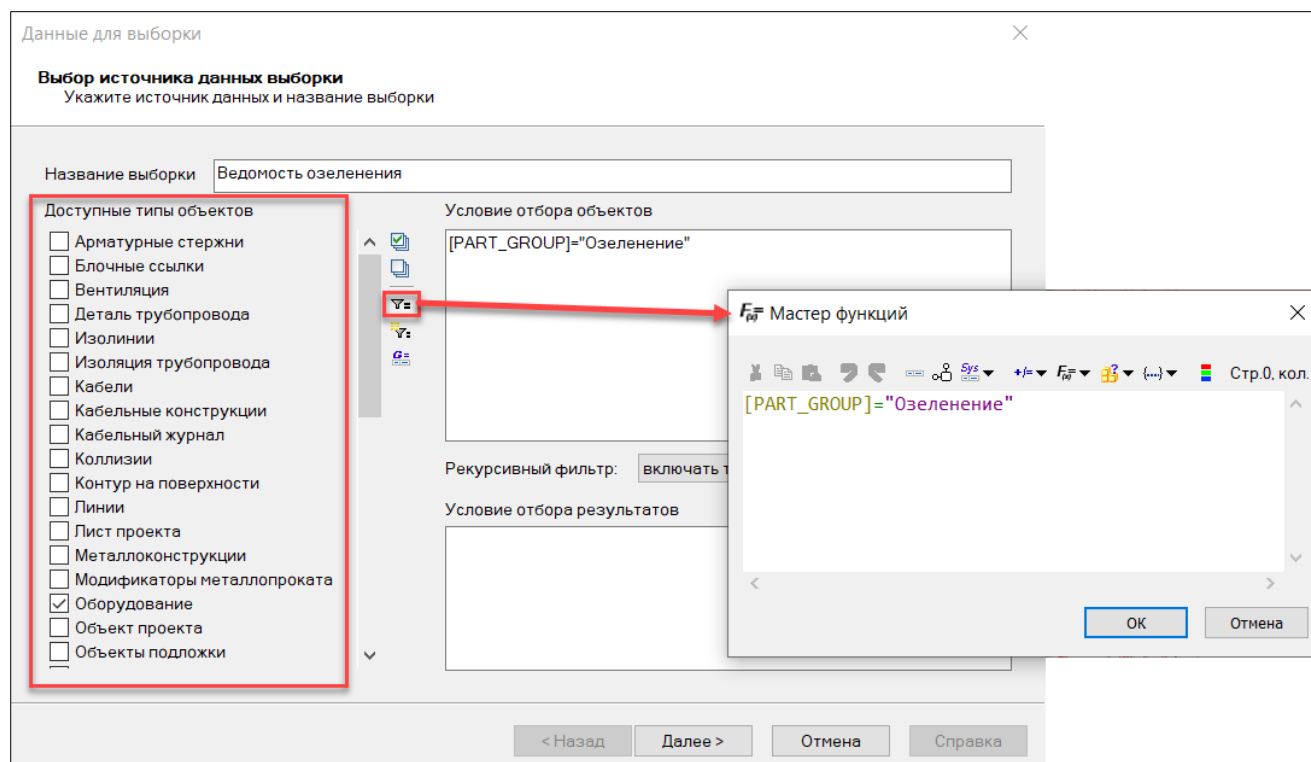 Данные для выборки
Выбор источника данных выборки
Укажите источник данных и название выборки
Название выборки Ведомость озеленения
Доступные типы объектов
Арматурные стержни
Блочные ссылки
Вентиляция
Деталь трубопровода
Изолинии
Изоляция трубопровода
Кабели
Кабельные конструкции
Кабельный журнал
Коллизии
Контур на поверхности
Линии
Лист проекта
Металлоконструкции
Модификаторы металлопроката
Оборудование
Объект проекта
Объекты подложки
Условие отбора объектов
[PART_GROUP]="Озеленение"
Рекурсивный фильтр: включать т
Условие отбора результатов
Мастер функций
Sys +/= F(x) {...} Стр.0, кол.
[PART_GROUP]="Озеленение"
ОК Отмена
< Назад Далее > Отмена Справка